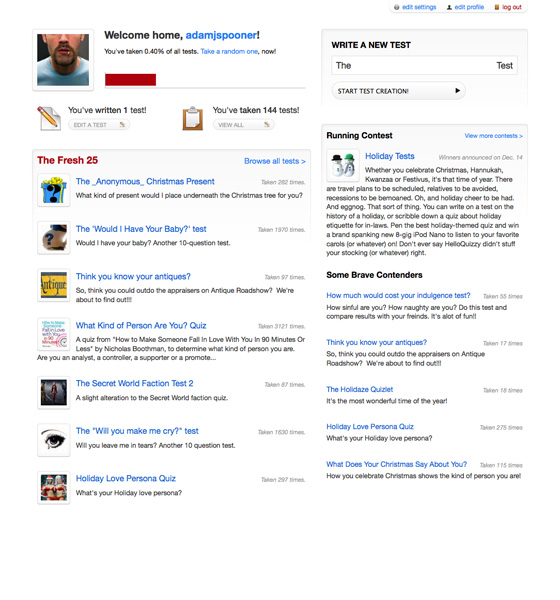 edit settings edit profile log out
Welcome home, adamjspooner!
You've taken 0.40% of all tests. Take a random one, now!
You've written 1 test!
EDIT A TEST
You've taken 144 tests!
VIEW ALL
The Fresh 25
Browse all tests >
The _Anonymous_ Christmas Present
Taken 282 times.
What kind of present would I place underneath the Christmas tree for you?
The 'Would I Have Your Baby?' test
Taken 1970 times.
Would I have your baby? Another 10-question test.
Antique
Think you know your antiques?
Taken 97 times.
So, think you could outdo the appraisers on Antique Roadshow? We're
about to find out!!!
How to Make
Someone
Fall in Love
With You
in 90 Minutes
What Kind of Person Are You? Quiz
Taken 3121 times.
A quiz from "How to Make Someone Fall In Love With You In 90 Minutes Or
Less" by Nicholas Boothman, to determine what kind of person you are.
Are you an analyst, a controller, a supporter or a promote...
The Secret World Faction Test 2
Taken 87 times.
A slight alteration to the Secret World faction quiz.
The "Will you make me cry?" test
Taken 1630 times.
Will you leave me in tears? Another 10 question test.
Holiday Love Persona Quiz
Taken 297 times.
What's your Holiday love persona?
WRITE A NEW TEST
The Test
START TEST CREATION!
Running Contest
View more contests >
Holiday Tests
Winners announced on Dec. 14
Whether you celebrate Christmas, Hannukah,
Kwanzaa or Festivus, it's that time of year. There
are travel plans to be scheduled, relatives to be avoided,
recessions to be bemoaned. Oh, and holiday cheer to be had.
And eggnog. That sort of thing. You can write on a test on the
history of a holiday, or scribble down a quiz about holiday
etiquette for in-laws. Pen the best holiday-themed quiz and win
a brand spanking new 8-gig iPod Nano to listen to your favorite
carols (or whatever) on! Don't ever say HelloQuizzy didn't stuff
your stocking (or whatever) right.
Some Brave Contenders
How much would cost your indulgence test?
Taken 55 times
How sinful are you? How naughty are you? Do this test and
compare results with your freinds. It's alot of fun!!
Think you know your antiques?
Taken 17 times
So, think you could outdo the appraisers on Antique
Roadshow? We're about to find out!!!
The Holidaze Quizlet
Taken 18 times
It's the most wonderful time of the year!
Holiday Love Persona Quiz
Taken 275 times
What's your Holiday love persona?
What Does Your Christmas Say About You?
Taken 115 times
How you celebrate Christmas shows the kind of person you are!